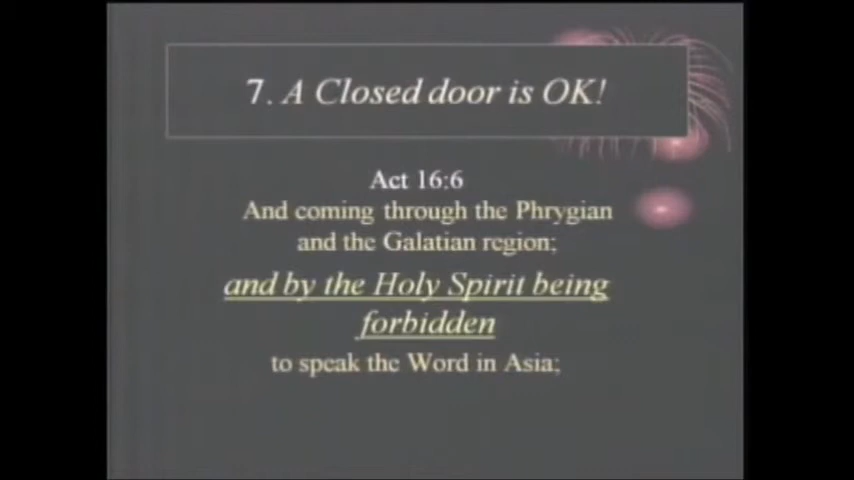 7. A Closed door is OK!
Act 16:6
And coming through the Phrygian
and the Galatian region;
and by the Holy Spirit being
forbidden
to speak the Word in Asia;